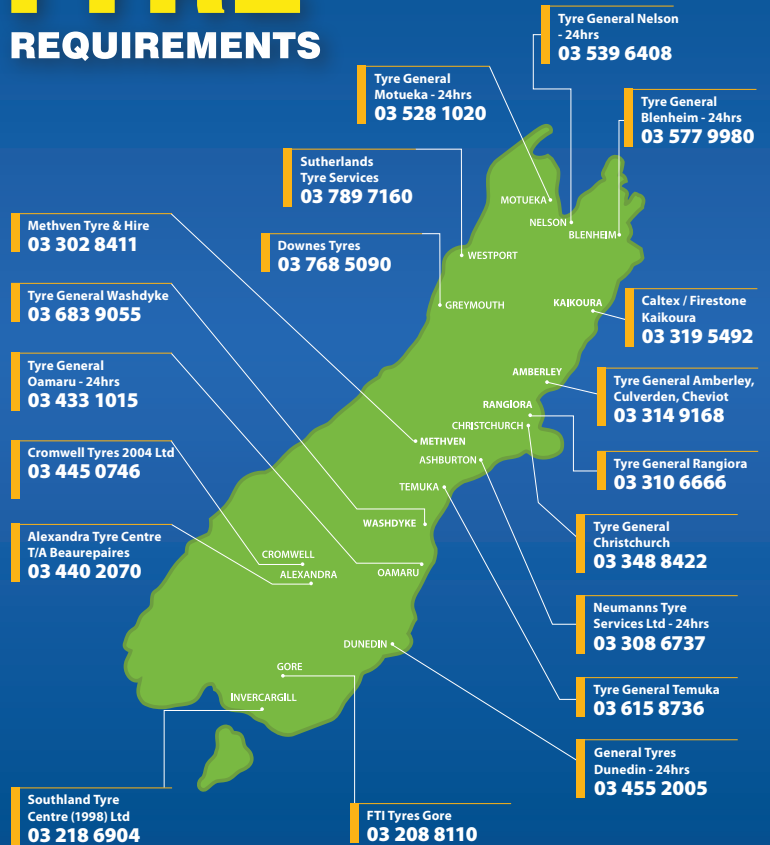 REQUIREMENTS
Tyre General Nelson
- 24hrs
03 539 6408
Tyre General
Motueka - 24hrs
03 528 1020
Tyre General
Blenheim - 24hrs
03 577 9980
Sutherlands
Tyre Services
03 789 7160
Methven Tyre & Hire
03 302 8411
Downes Tyres
03 768 5090
Tyre General Washdyke
03 683 9055
Caltex / Firestone
Kaikoura
03 319 5492
Tyre General
Oamaru - 24hrs
03 433 1015
Tyre General Amberley,
Culverden, Cheviot
03 314 9168
Cromwell Tyres 2004 Ltd
03 445 0746
Tyre General Rangiora
03 310 6666
Alexandra Tyre Centre
T/A Beaurepaires
03 440 2070
Tyre General
Christchurch
03 348 8422
Neumanns Tyre
Services Ltd - 24hrs
03 308 6737
Tyre General Temuka
03 615 8736
General Tyres
Dunedin - 24hrs
03 455 2005
Southland Tyre
Centre (1998) Ltd
03 218 6904
FTI Tyres Gore
03 208 8110
MOTUEKA
NELSON
BLENHEIM
WESTPORT
GREYMOUTH
KAIKOURA
AMBERLEY
RANGIORA
CHRISTCHURCH
METHVEN
ASHBURTON
TEMUKA
WASHDYKE
CROMWELL
ALEXANDRA
OAMARU
DUNEDIN
GORE
INVERCARGILL